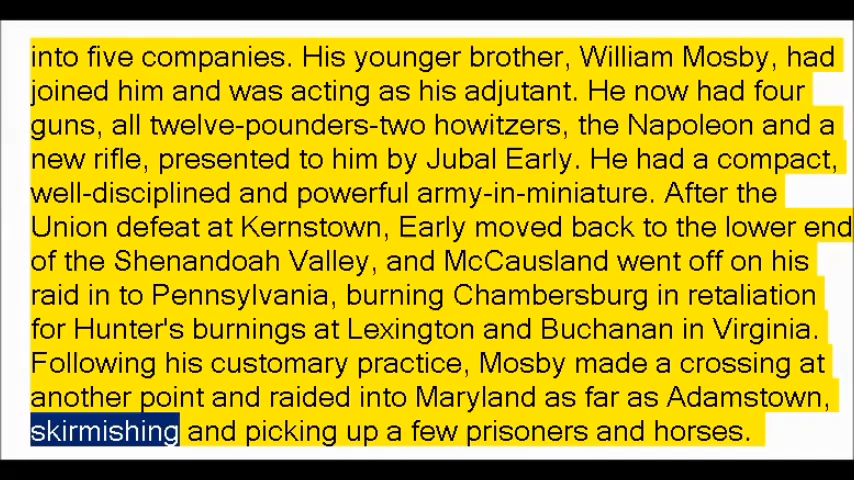 into five companies. His younger brother, William Mosby, had
joined him and was acting as his adjutant. He now had four
guns, all twelve-pounders-two howitzers, the Napoleon and a
new rifle, presented to him by Jubal Early. He had a compact,
well-disciplined and powerful army-in-miniature. After the
Union defeat at Kernstown, Early moved back to the lower end
of the Shenandoah Valley, and McCausland went off on his
raid in to Pennsylvania, burning Chambersburg in retaliation
for Hunter's burnings at Lexington and Buchanan in Virginia.
Following his customary practice, Mosby made a crossing at
another point and raided into Maryland as far as Adamstown,
skirmishing and picking up a few prisoners and horses.